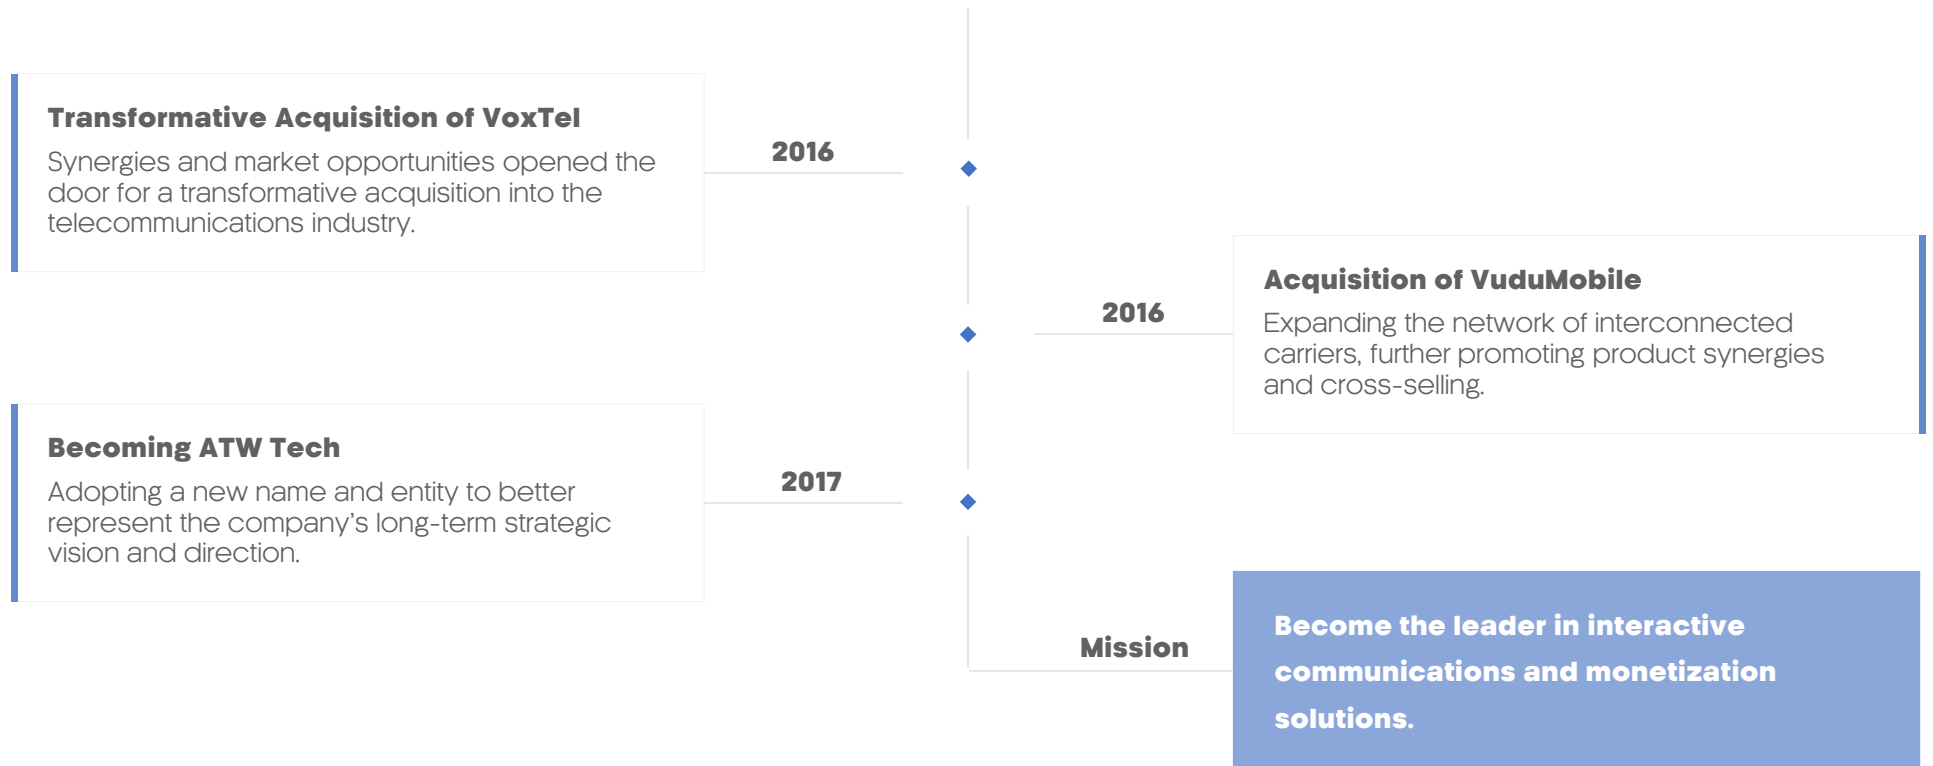 Transformative Acquisition of VoxTel
Synergies and market opportunities opened the
door for a transformative acquisition into the
telecommunications industry.
2016
2016
Acquisition of VuduMobile
Expanding the network of interconnected
carriers, further promoting product synergies
and cross-selling.
Becoming ATW Tech
Adopting a new name and entity to better
represent the company’s long-term strategic
vision and direction.
2017
Mission
Become the leader in interactive
communications and monetization
solutions.